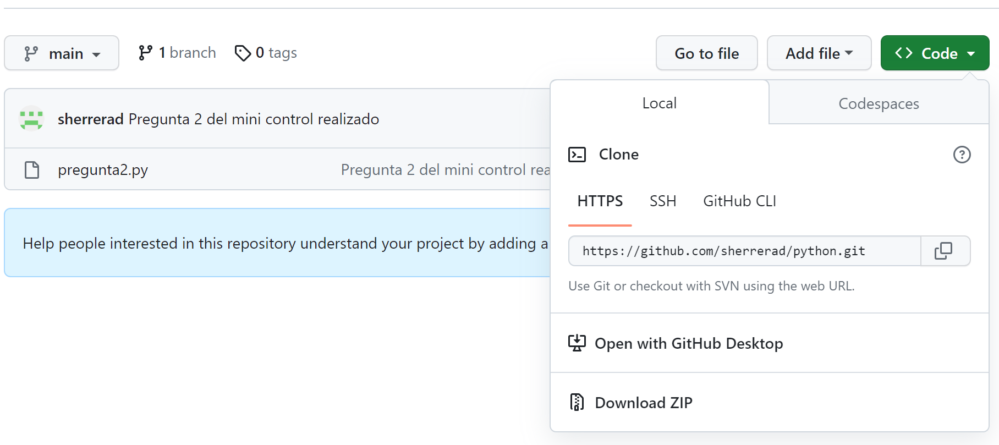 main
1 branch
0 tags
Go to file
Add file
Code
sherrerad Pregunta 2 del mini control realizado
pregunta2.py
Pregunta 2 del mini control rea
Help people interested in this repository understand your project by adding a
Local
Codespaces
Clone
HTTPS
SSH
GitHub CLI
https://github.com/sherrerad/python.git
Use Git or checkout with SVN using the web URL.
Open with GitHub Desktop
Download ZIP